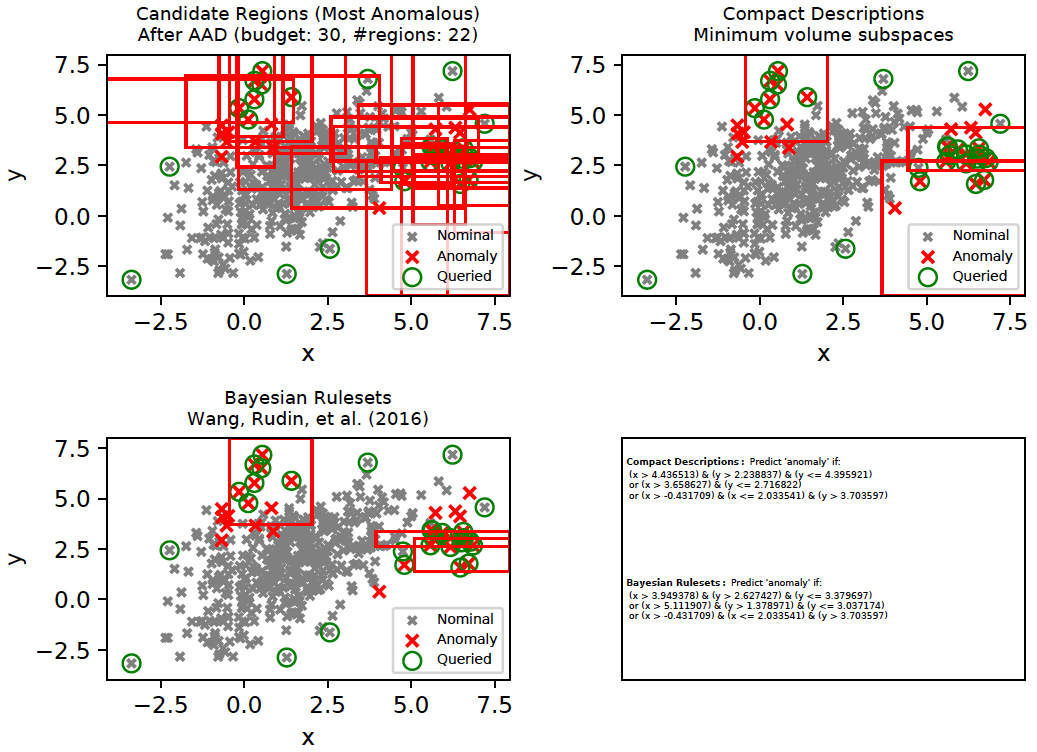 Candidate Regions (Most Anomalous)
After AAD (budget: 30, #regions: 22)
7.5
5.0
2.5
0.0
−2.5
y
−2.5
0.0
2.5
5.0
7.5
x
Nominal
Anomaly
Queried
Compact Descriptions
Minimum volume subspaces
7.5
5.0
2.5
0.0
−2.5
y
−2.5
0.0
2.5
5.0
7.5
x
Nominal
Anomaly
Queried
Bayesian Rulesets
Wang, Rudin, et al. (2016)
7.5
5.0
2.5
0.0
−2.5
y
−2.5
0.0
2.5
5.0
7.5
x
Nominal
Anomaly
Queried
Compact Descriptions: Predict 'anomaly' if:
(x > 4.436513) & (y > 2.238837) & (y <= 4.395921)
or (x > 3.658627) & (y <= 2.716822)
or (x > -0.431709) & (x <= 2.033541) & (y > 3.703597)
Bayesian Rulesets: Predict 'anomaly' if:
(x > 3.949378) & (y > 2.627427) & (y <= 3.379697)
or (x > 5.111907) & (y > 1.378971) & (y <= 3.037174)
or (x > -0.431709) & (x <= 2.033541) & (y > 3.703597)